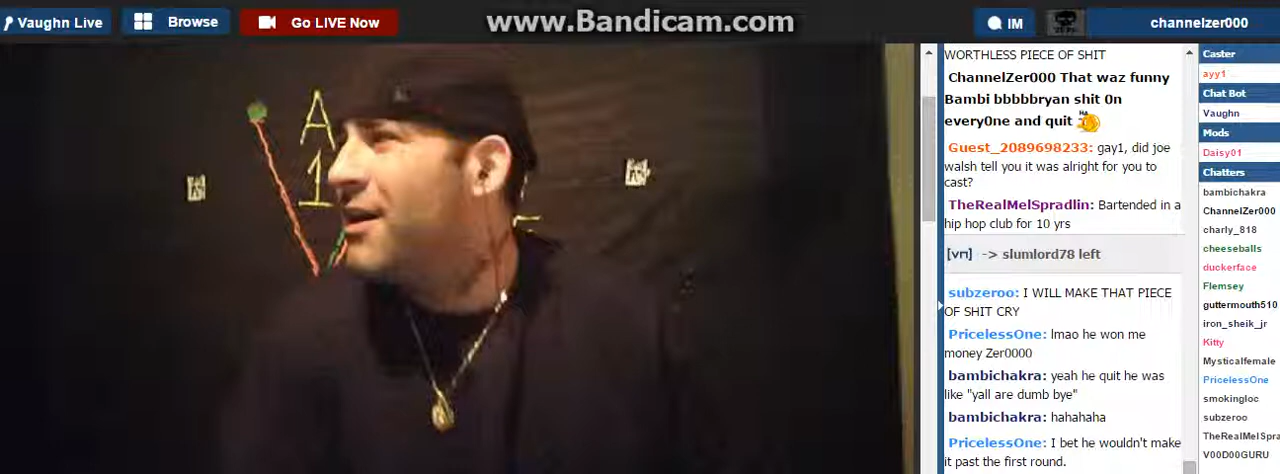 Vaughn Live
Browse
Go LIVE Now
www.Bandicam.com
IM
channelzer000
A
1
WORTHLESS PIECE OF SHIT
ChannelZer000 That waz funny
Bambi bbbbbryan shit 0n
every0ne and quit
Guest_2089698233: gay1, did joe
walsh tell you it was alright for you to
cast?
TheRealMelSpradlin: Bartended in a
hip hop club for 10 yrs
[vn] -> slumlord78 left
subzeroo: I WILL MAKE THAT PIECE
OF SHIT CRY
PricelessOne: lmao he won me
money Zer0000
bambichakra: yeah he quit he was
like "yall are dumb bye"
bambichakra: hahahaha
PricelessOne: I bet he wouldn't make
it past the first round.
Caster
ayy1
Chat Bot
Vaughn
Mods
Daisy01
Chatters
bambichakra
ChannelZer000
charly_818
cheeseballs
duckerface
Flemsey
guttermouth510
iron_sheik_jr
Kitty
Mysticalfemale
PricelessOne
smokingloc
subzeroo
TheRealMelSpra
V00D00GURU